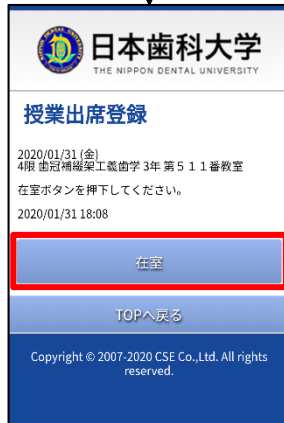 日本歯科大学
THE NIPPON DENTAL UNIVERSITY
授業出席登録
2020/01/31 (金)
4限 歯冠補綴架工義歯学 3年 第５１１番教室
在室ボタンを押下してください。
2020/01/31 18:08
在室
TOPへ戻る
Copyright © 2007-2020 CSE Co.,Ltd. All rights
reserved.